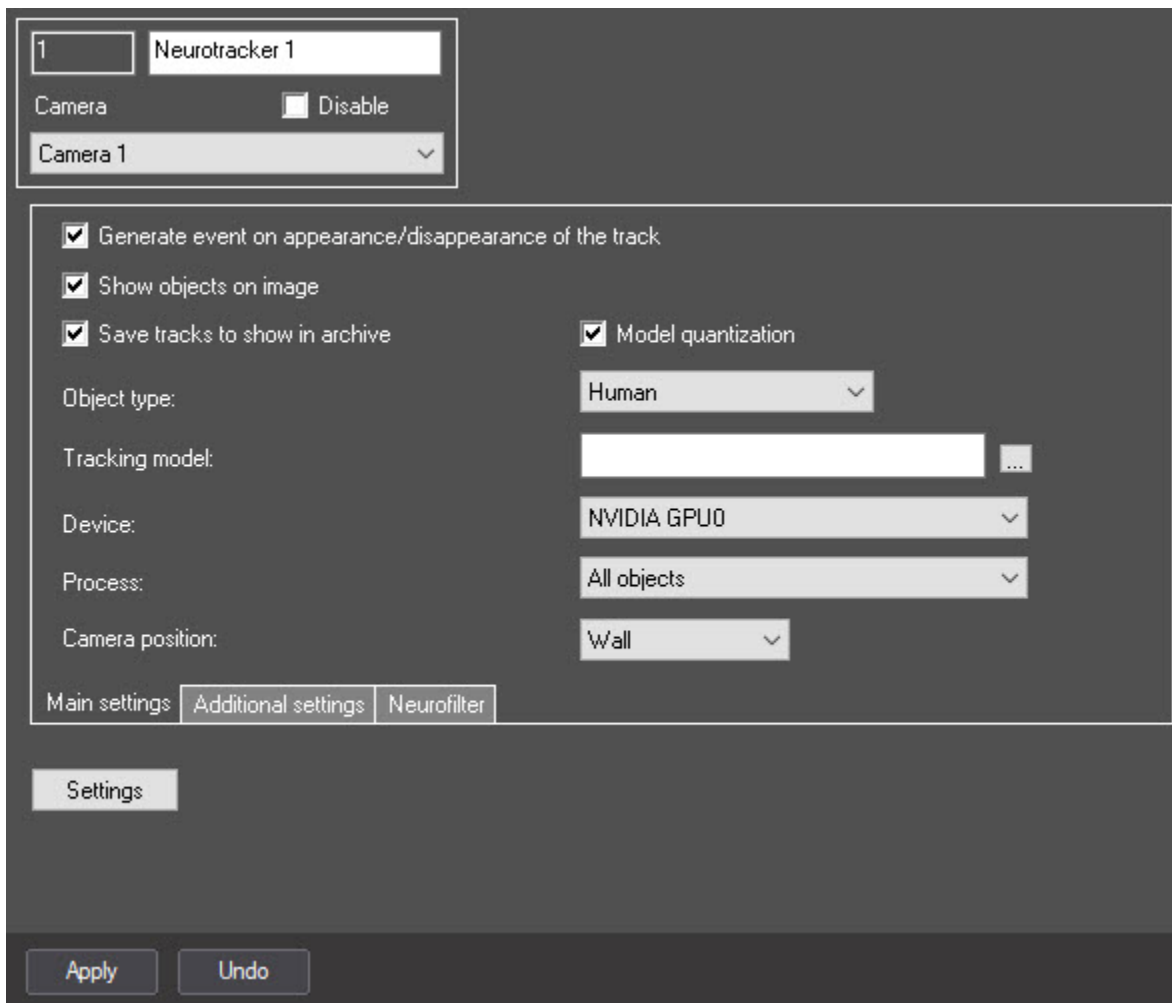 1 Neurotracker 1
Camera Disable
Camera 1
Generate event on appearance/disappearance of the track
Show objects on image
Save tracks to show in archive Model quantization
Object type: Human
Tracking model: ...
Device: NVIDIA GPU0
Process: All objects
Camera position: Wall
Main settings Additional settings Neurofilter
Settings
Apply Undo